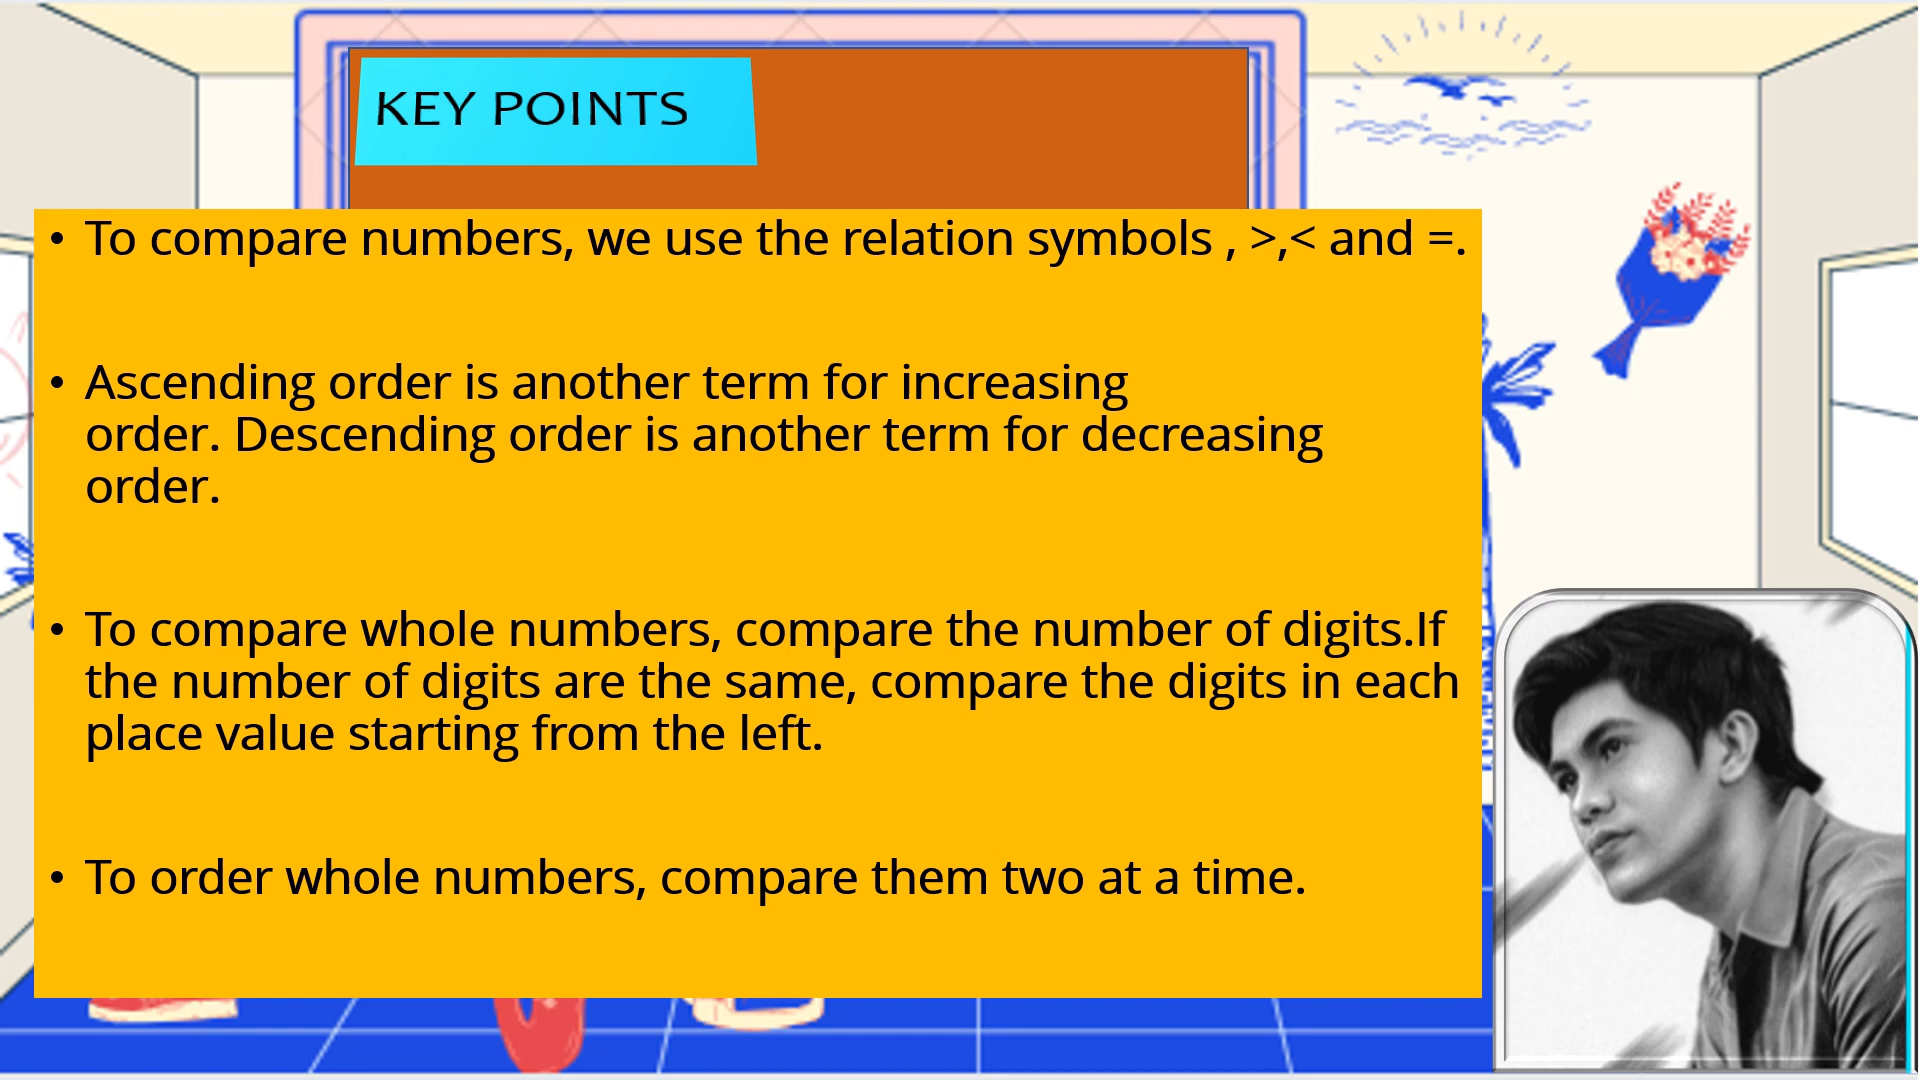 KEY POINTS
• To compare numbers, we use the relation symbols , >,< and =.
• Ascending order is another term for increasing
order. Descending order is another term for decreasing
order.
• To compare whole numbers, compare the number of digits.If
the number of digits are the same, compare the digits in each
place value starting from the left.
• To order whole numbers, compare them two at a time.